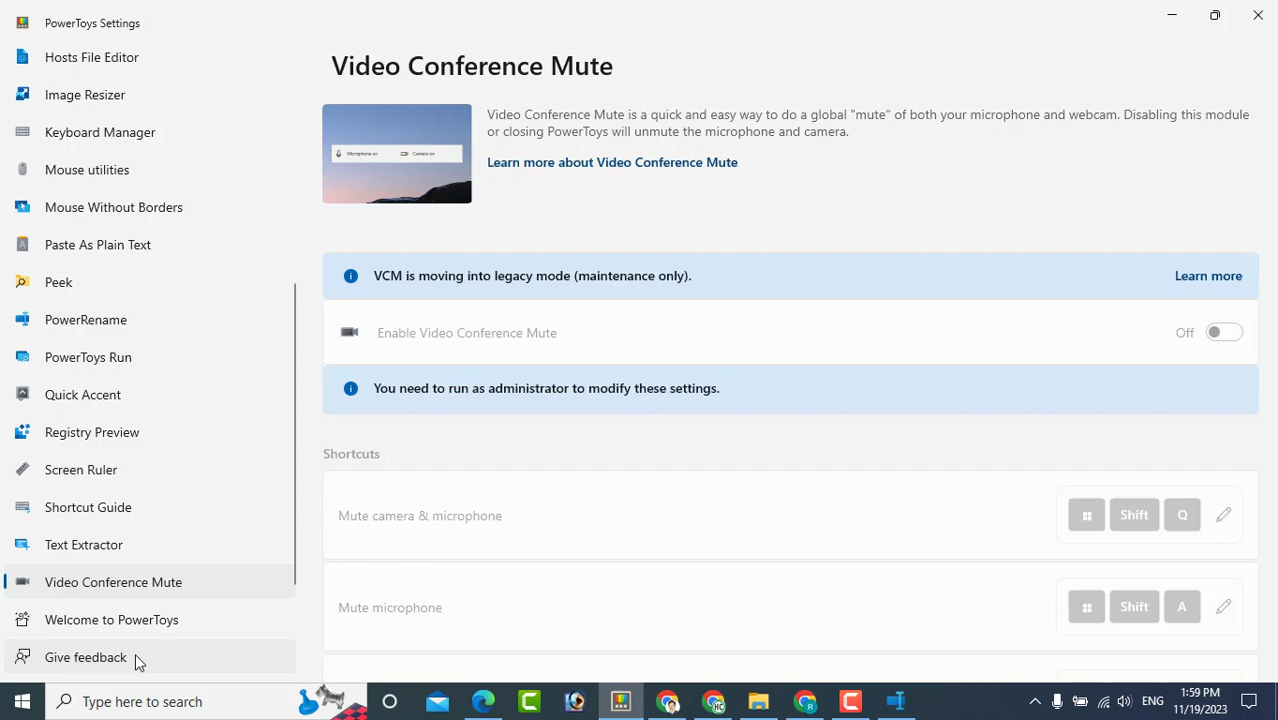 PowerToys Settings
Hosts File Editor
Image Resizer
Keyboard Manager
Mouse utilities
Mouse Without Borders
Paste As Plain Text
Peek
PowerRename
PowerToys Run
Quick Accent
Registry Preview
Screen Ruler
Shortcut Guide
Text Extractor
Video Conference Mute
Welcome to PowerToys
Give feedback
Video Conference Mute
Video Conference Mute is a quick and easy way to do a global "mute" of both your microphone and webcam. Disabling this module
or closing PowerToys will unmute the microphone and camera.
Learn more about Video Conference Mute
Microphone on
Camera on
VCM is moving into legacy mode (maintenance only). Learn more
Enable Video Conference Mute Off
You need to run as administrator to modify these settings.
Shortcuts
Mute camera & microphone Shift Q
Mute microphone Shift A
Type here to search
ENG
1:59 PM
11/19/2023